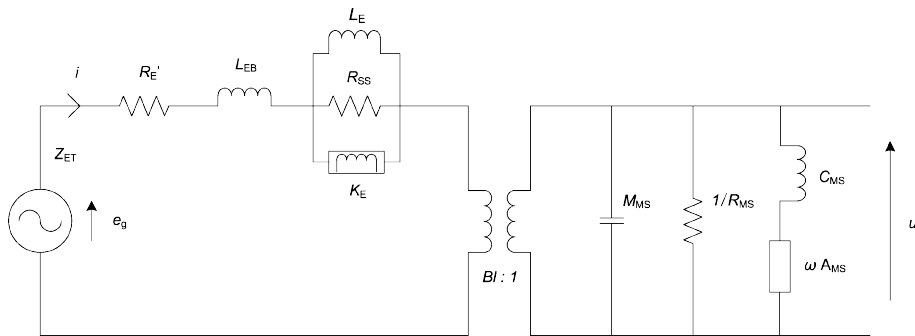 L_E
i
R_E'
L_EB
R_SS
Z_ET
K_E
C_MS
M_MS
1/R_MS
e_g
u
ω A_MS
Bl : 1